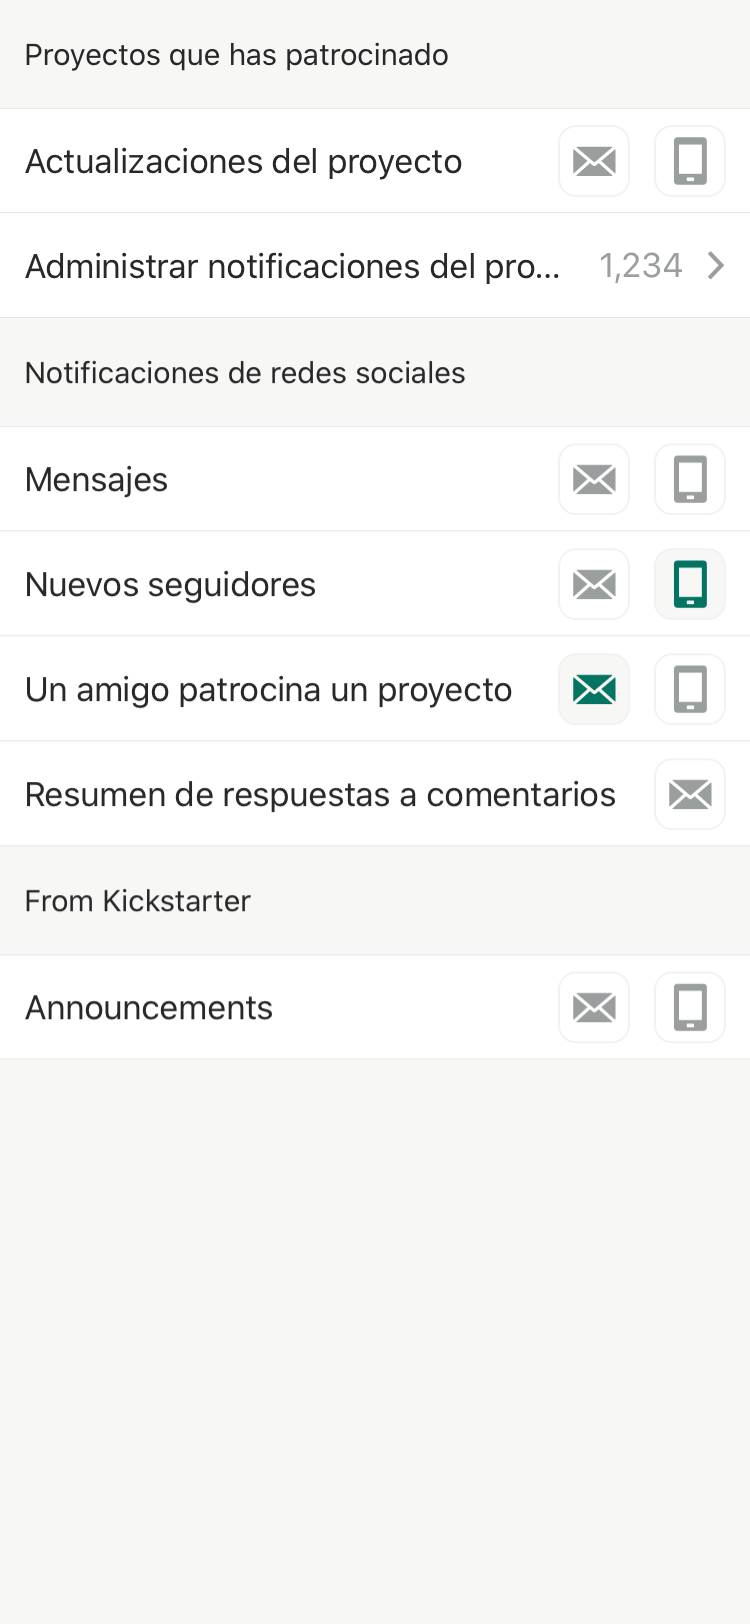 Proyectos que has patrocinado
Actualizaciones del proyecto
Administrar notificaciones del pro... 1,234
Notificaciones de redes sociales
Mensajes
Nuevos seguidores
Un amigo patrocina un proyecto
Resumen de respuestas a comentarios
From Kickstarter
Announcements